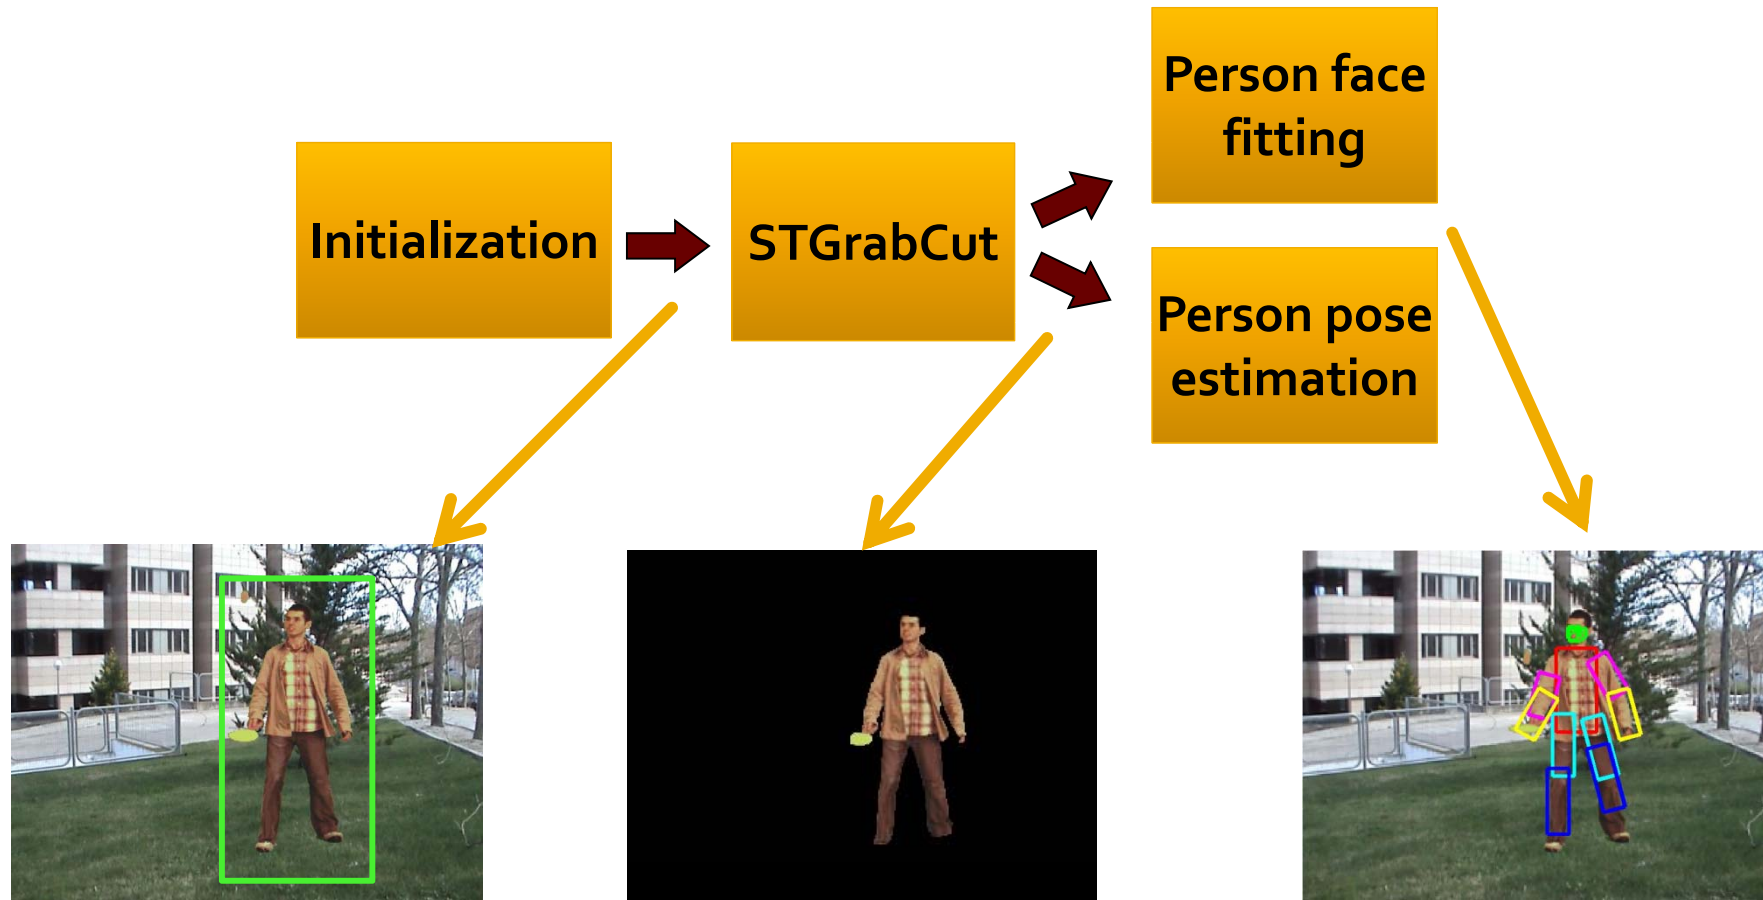 Initialization
STGrabCut
Person face
fitting
Person pose
estimation